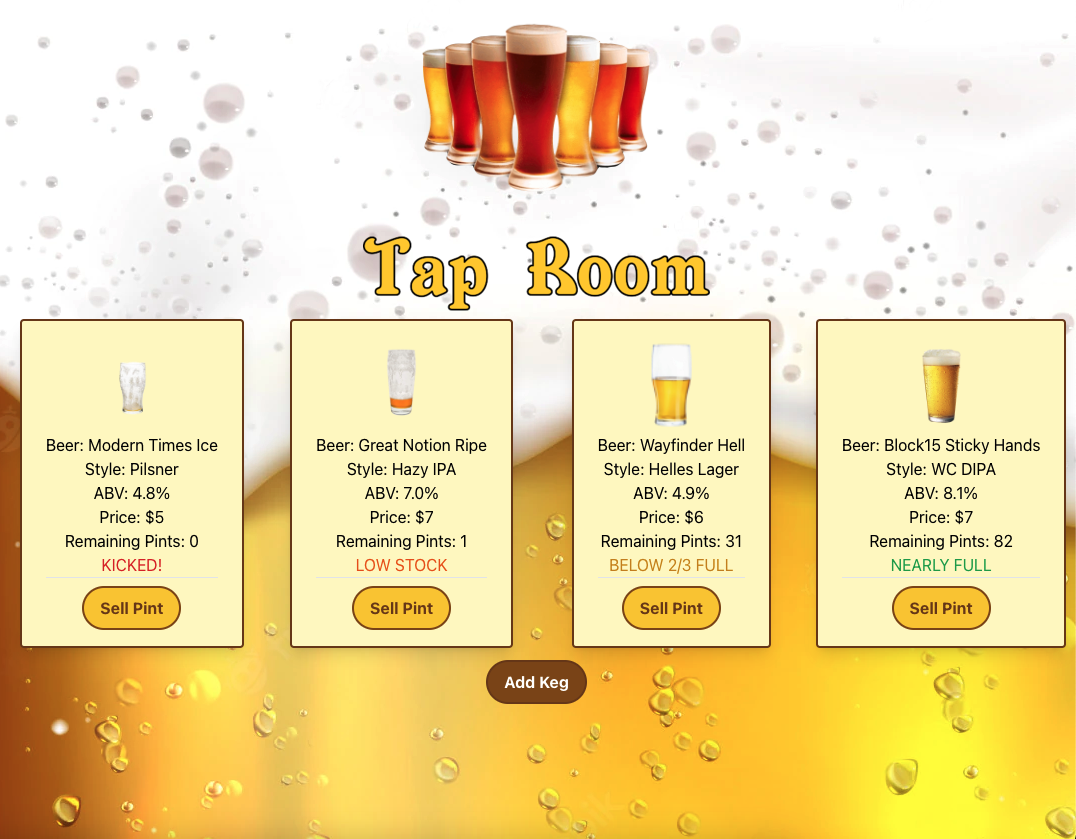 Tap Room
Beer: Modern Times Ice
Style: Pilsner
ABV: 4.8%
Price: $5
Remaining Pints: 0
KICKED!
Sell Pint
Beer: Great Notion Ripe
Style: Hazy IPA
ABV: 7.0%
Price: $7
Remaining Pints: 1
LOW STOCK
Sell Pint
Beer: Wayfinder Hell
Style: Helles Lager
ABV: 4.9%
Price: $6
Remaining Pints: 31
BELOW 2/3 FULL
Sell Pint
Beer: Block15 Sticky Hands
Style: WC DIPA
ABV: 8.1%
Price: $7
Remaining Pints: 82
NEARLY FULL
Sell Pint
Add Keg